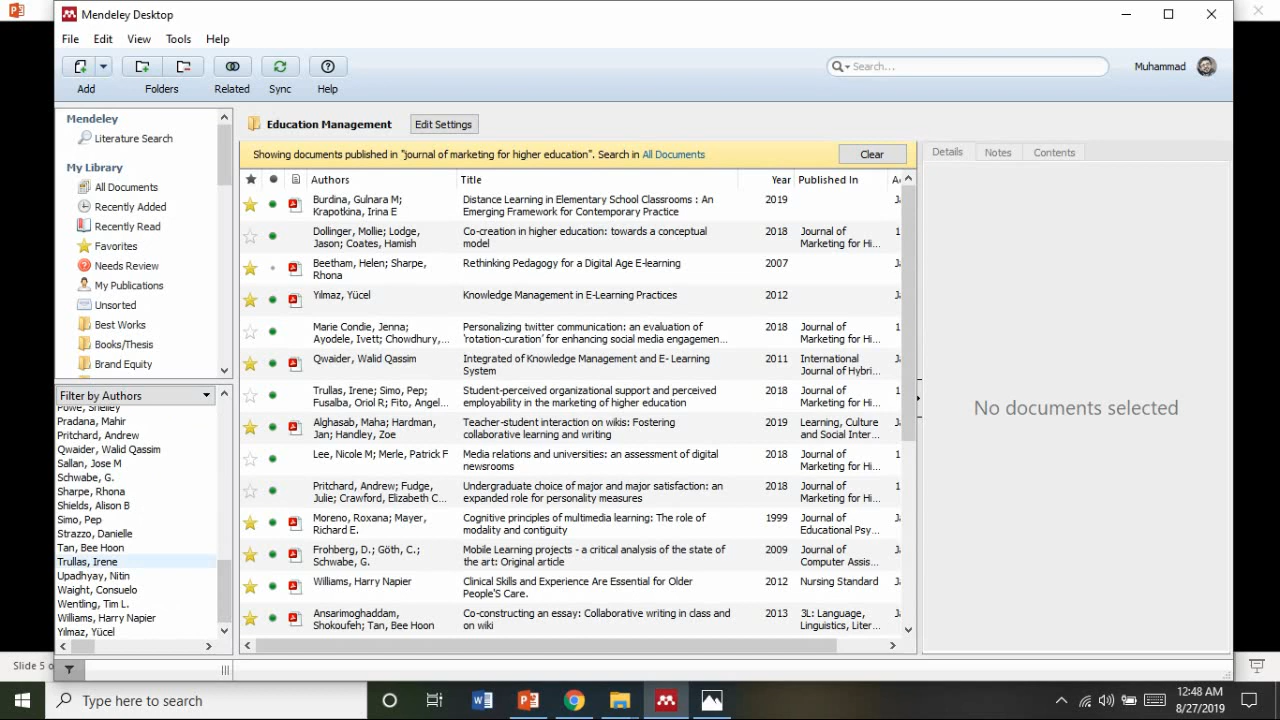 Mendeley Desktop
File Edit View Tools Help
Search...
Muhammad
Add Folders Related Sync Help
Mendeley
Literature Search
My Library
All Documents
Recently Added
Recently Read
Favorites
Needs Review
My Publications
Unsorted
Best Works
Books/Thesis
Brand Equity
Filter by Authors
Powe, Shelley
Pradana, Mahir
Pritchard, Andrew
Qwaider, Walid Qassim
Sallan, Jose M
Schwabe, G.
Sharpe, Rhona
Shields, Alison B
Simo, Pep
Strazzo, Danielle
Tan, Bee Hoon
Trullas, Irene
Upadhyay, Nitin
Waight, Consuelo
Wentling, Tim L.
Williams, Harry Napier
Yılmaz, Yücel
Education Management Edit Settings
Showing documents published in "journal of marketing for higher education". Search in All Documents Clear
Authors Title Year Published In
Burdina, Gulnara M; Distance Learning in Elementary School Classrooms : An 2019
Krapotkina, Irina E Emerging Framework for Contemporary Practice
Dollinger, Mollie; Lodge, Co-creation in higher education: towards a conceptual 2018 Journal of
Jason; Coates, Hamish model Marketing for Hi...
Beetham, Helen; Sharpe, Rethinking Pedagogy for a Digital Age E-learning 2007
Rhona
Yılmaz, Yücel Knowledge Management in E-Learning Practices 2012
Marie Condie, Jenna; Personalizing twitter communication: an evaluation of 2018 Journal of
Ayodele, Ivett; Chowdhury,... 'rotation-curation' for enhancing social media engagemen... Marketing for Hi...
Qwaider, Walid Qassim Integrated of Knowledge Management and E- Learning 2011 International
System Journal of Hybri...
Trullas, Irene; Simo, Pep; Student-perceived organizational support and perceived 2018 Journal of
Fusalba, Oriol R; Fito, Angel... employability in the marketing of higher education Marketing for Hi...
Alghasab, Maha; Hardman, Teacher-student interaction on wikis: Fostering 2019 Learning, Culture
Jan; Handley, Zoe collaborative learning and writing and Social Inter...
Lee, Nicole M; Merle, Patrick F Media relations and universities: an assessment of digital 2018 Journal of
newsrooms Marketing for Hi...
Pritchard, Andrew; Fudge, Undergraduate choice of major and major satisfaction: an 2018 Journal of
Julie; Crawford, Elizabeth C... expanded role for personality measures Marketing for Hi...
Moreno, Roxana; Mayer, Cognitive principles of multimedia learning: The role of 1999 Journal of
Richard E. modality and contiguity Educational Psy...
Frohberg, D.; Göth, C.; Mobile Learning projects - a critical analysis of the state of 2009 Journal of
Schwabe, G. the art: Original article Computer Assis...
Williams, Harry Napier Clinical Skills and Experience Are Essential for Older 2012 Nursing Standard
People'S Care.
Ansarimoghaddam, Co-constructing an essay: Collaborative writing in class and 2013 3L: Language,
Shokoufeh; Tan, Bee Hoon on wiki Linguistics, Liter...
Details Notes Contents
No documents selected
Slide 5
Type here to search
12:48 AM
8/27/2019